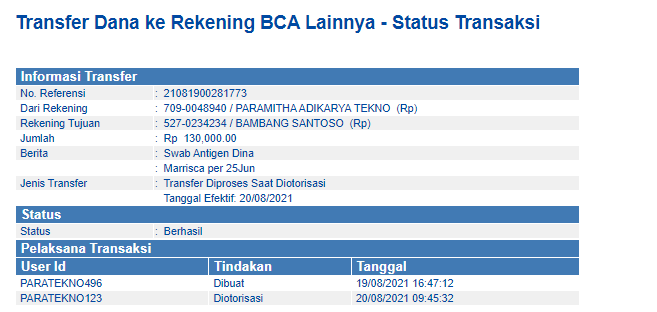 Transfer Dana ke Rekening BCA Lainnya - Status Transaksi
Informasi Transfer
No. Referensi : 21081900281773
Dari Rekening : 709-0048940 / PARAMITHA ADIKARYA TEKNO (Rp)
Rekening Tujuan : 527-0234234 / BAMBANG SANTOSO (Rp)
Jumlah : Rp 130,000.00
Berita : Swab Antigen Dina
: Marrisca per 25Jun
Jenis Transfer : Transfer Diproses Saat Diotorisasi
Tanggal Efektif: 20/08/2021
Status
Status : Berhasil
Pelaksana Transaksi
User Id Tindakan Tanggal
PARATEKNO496 Dibuat 19/08/2021 16:47:12
PARATEKNO123 Diotorisasi 20/08/2021 09:45:32